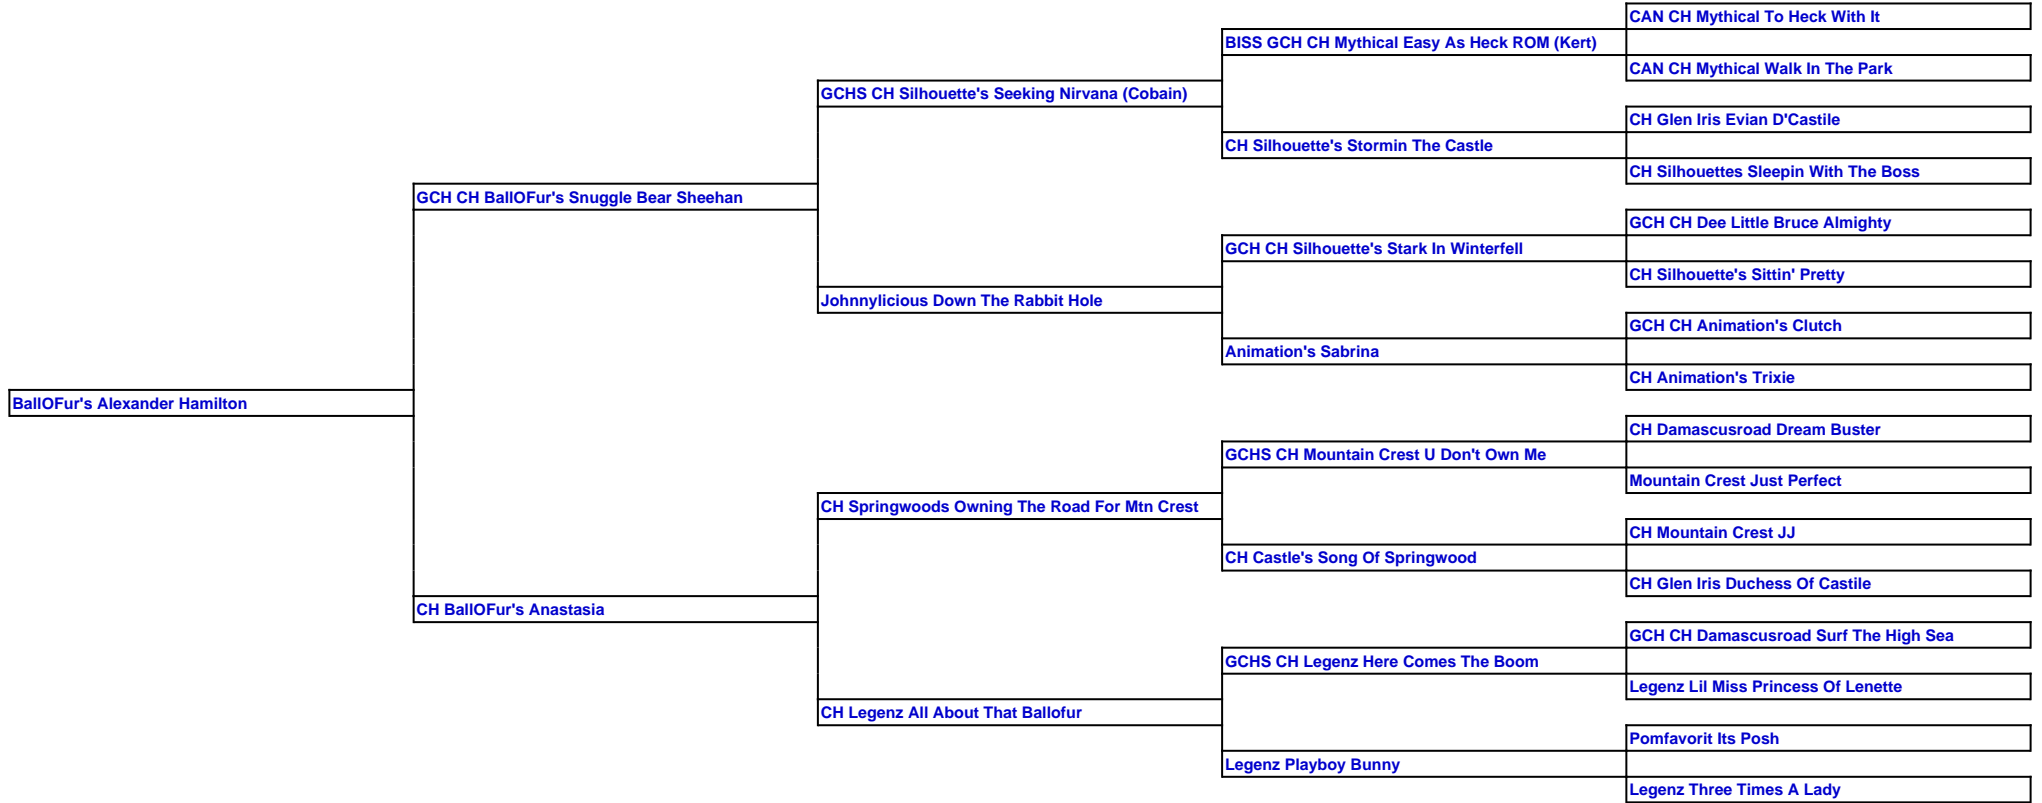 CAN CH Mythical To Heck With It
BISS GCH CH Mythical Easy As Heck ROM (Kert)
CAN CH Mythical Walk In The Park
GCHS CH Silhouette's Seeking Nirvana (Cobain)
CH Glen Iris Evian D'Castile
CH Silhouette's Stormin The Castle
CH Silhouettes Sleepin With The Boss
GCH CH BallOFur's Snuggle Bear Sheehan
GCH CH Dee Little Bruce Almighty
GCH CH Silhouette's Stark In Winterfell
CH Silhouette's Sittin' Pretty
Johnnylicious Down The Rabbit Hole
GCH CH Animation's Clutch
Animation's Sabrina
CH Animation's Trixie
BallOFur's Alexander Hamilton
CH Damascusroad Dream Buster
GCHS CH Mountain Crest U Don't Own Me
Mountain Crest Just Perfect
CH Springwoods Owning The Road For Mtn Crest
CH Mountain Crest JJ
CH Castle's Song Of Springwood
CH Glen Iris Duchess Of Castile
CH BallOFur's Anastasia
GCH CH Damascusroad Surf The High Sea
GCHS CH Legenz Here Comes The Boom
Legenz Lil Miss Princess Of Lenette
CH Legenz All About That Ballofur
Pomfavorit Its Posh
Legenz Playboy Bunny
Legenz Three Times A Lady